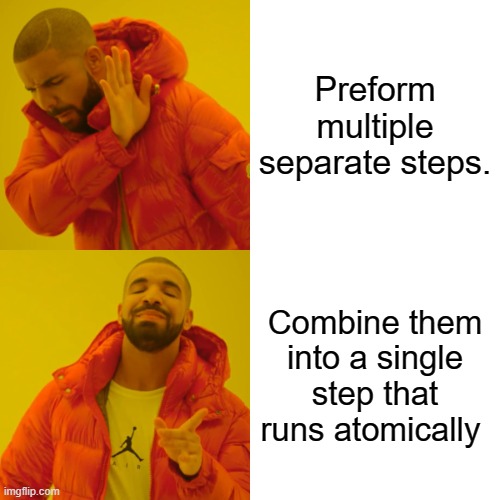 Preform
multiple
separate steps.
Combine them
into a single
step that
runs atomically
imgflip.com